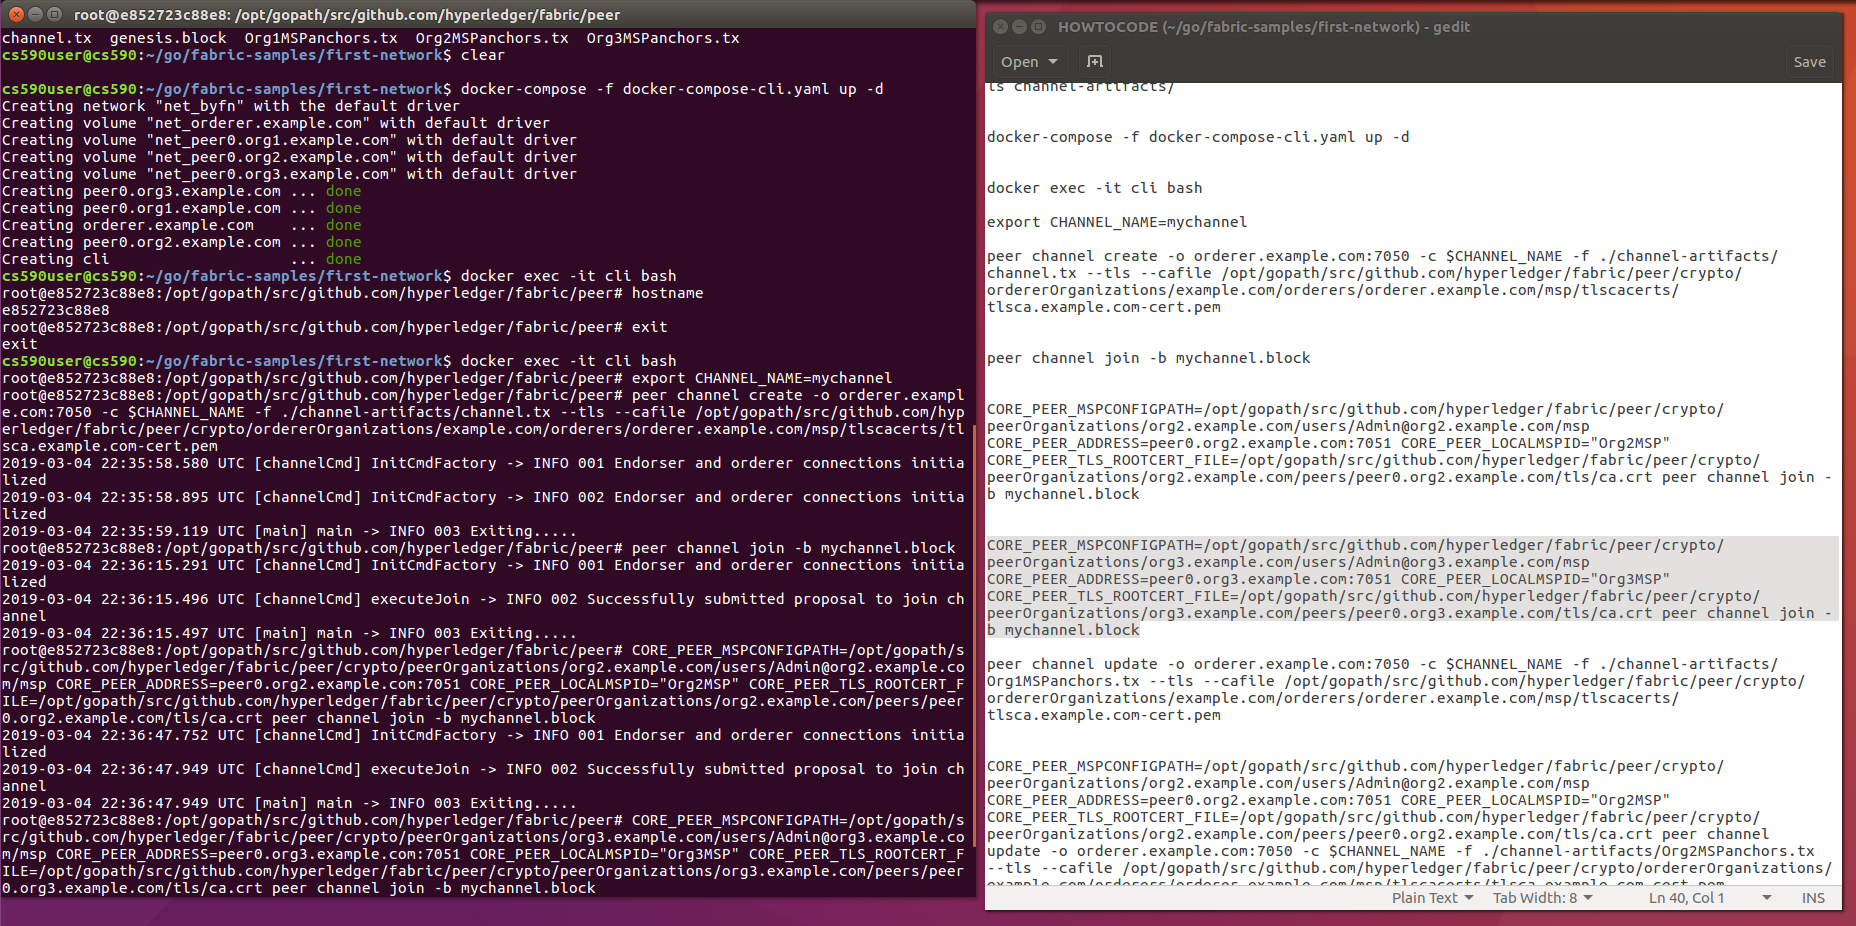 root@e852723c88e8: /opt/gopath/src/github.com/hyperledger/fabric/peer
channel.tx  genesis.block  Org1MSPanchors.tx  Org2MSPanchors.tx  Org3MSPanchors.tx
cs590user@cs590:~/go/fabric-samples/first-network$ clear
cs590user@cs590:~/go/fabric-samples/first-network$ docker-compose -f docker-compose-cli.yaml up -d
Creating network "net_byfn" with the default driver
Creating volume "net_orderer.example.com" with default driver
Creating volume "net_peer0.org1.example.com" with default driver
Creating volume "net_peer0.org2.example.com" with default driver
Creating volume "net_peer0.org3.example.com" with default driver
Creating peer0.org3.example.com ... done
Creating peer0.org1.example.com ... done
Creating orderer.example.com    ... done
Creating peer0.org2.example.com ... done
Creating cli                    ... done
cs590user@cs590:~/go/fabric-samples/first-network$ docker exec -it cli bash
root@e852723c88e8:/opt/gopath/src/github.com/hyperledger/fabric/peer# hostname
e852723c88e8
root@e852723c88e8:/opt/gopath/src/github.com/hyperledger/fabric/peer# exit
exit
cs590user@cs590:~/go/fabric-samples/first-network$ docker exec -it cli bash
root@e852723c88e8:/opt/gopath/src/github.com/hyperledger/fabric/peer# export CHANNEL_NAME=mychannel
root@e852723c88e8:/opt/gopath/src/github.com/hyperledger/fabric/peer# peer channel create -o orderer.exampl
e.com:7050 -c $CHANNEL_NAME -f ./channel-artifacts/channel.tx --tls --cafile /opt/gopath/src/github.com/hyp
erledger/fabric/peer/crypto/ordererOrganizations/example.com/orderers/orderer.example.com/msp/tlscacerts/tl
sca.example.com-cert.pem
2019-03-04 22:35:58.580 UTC [channelCmd] InitCmdFactory -> INFO 001 Endorser and orderer connections initia
lized
2019-03-04 22:35:58.895 UTC [channelCmd] InitCmdFactory -> INFO 002 Endorser and orderer connections initia
lized
2019-03-04 22:35:59.119 UTC [main] main -> INFO 003 Exiting.....
root@e852723c88e8:/opt/gopath/src/github.com/hyperledger/fabric/peer# peer channel join -b mychannel.block
2019-03-04 22:36:15.291 UTC [channelCmd] InitCmdFactory -> INFO 001 Endorser and orderer connections initia
lized
2019-03-04 22:36:15.496 UTC [channelCmd] executeJoin -> INFO 002 Successfully submitted proposal to join ch
annel
2019-03-04 22:36:15.497 UTC [main] main -> INFO 003 Exiting.....
root@e852723c88e8:/opt/gopath/src/github.com/hyperledger/fabric/peer# CORE_PEER_MSPCONFIGPATH=/opt/gopath/s
rc/github.com/hyperledger/fabric/peer/crypto/peerOrganizations/org2.example.com/users/Admin@org2.example.co
m/msp CORE_PEER_ADDRESS=peer0.org2.example.com:7051 CORE_PEER_LOCALMSPID="Org2MSP" CORE_PEER_TLS_ROOTCERT_F
ILE=/opt/gopath/src/github.com/hyperledger/fabric/peer/crypto/peerOrganizations/org2.example.com/peers/peer
0.org2.example.com/tls/ca.crt peer channel join -b mychannel.block
2019-03-04 22:36:47.752 UTC [channelCmd] InitCmdFactory -> INFO 001 Endorser and orderer connections initia
lized
2019-03-04 22:36:47.949 UTC [channelCmd] executeJoin -> INFO 002 Successfully submitted proposal to join ch
annel
2019-03-04 22:36:47.949 UTC [main] main -> INFO 003 Exiting.....
root@e852723c88e8:/opt/gopath/src/github.com/hyperledger/fabric/peer# CORE_PEER_MSPCONFIGPATH=/opt/gopath/s
rc/github.com/hyperledger/fabric/peer/crypto/peerOrganizations/org3.example.com/users/Admin@org3.example.co
m/msp CORE_PEER_ADDRESS=peer0.org3.example.com:7051 CORE_PEER_LOCALMSPID="Org3MSP" CORE_PEER_TLS_ROOTCERT_F
ILE=/opt/gopath/src/github.com/hyperledger/fabric/peer/crypto/peerOrganizations/org3.example.com/peers/peer
0.org3.example.com/tls/ca.crt peer channel join -b mychannel.block
HOWTOCODE (~/go/fabric-samples/first-network) - gedit
Open
Save
ls channel-artifacts/
docker-compose -f docker-compose-cli.yaml up -d
docker exec -it cli bash
export CHANNEL_NAME=mychannel
peer channel create -o orderer.example.com:7050 -c $CHANNEL_NAME -f ./channel-artifacts/
channel.tx --tls --cafile /opt/gopath/src/github.com/hyperledger/fabric/peer/crypto/
ordererOrganizations/example.com/orderers/orderer.example.com/msp/tlscacerts/
tlsca.example.com-cert.pem
peer channel join -b mychannel.block
CORE_PEER_MSPCONFIGPATH=/opt/gopath/src/github.com/hyperledger/fabric/peer/crypto/
peerOrganizations/org2.example.com/users/Admin@org2.example.com/msp
CORE_PEER_ADDRESS=peer0.org2.example.com:7051 CORE_PEER_LOCALMSPID="Org2MSP"
CORE_PEER_TLS_ROOTCERT_FILE=/opt/gopath/src/github.com/hyperledger/fabric/peer/crypto/
peerOrganizations/org2.example.com/peers/peer0.org2.example.com/tls/ca.crt peer channel join -
b mychannel.block
CORE_PEER_MSPCONFIGPATH=/opt/gopath/src/github.com/hyperledger/fabric/peer/crypto/
peerOrganizations/org3.example.com/users/Admin@org3.example.com/msp
CORE_PEER_ADDRESS=peer0.org3.example.com:7051 CORE_PEER_LOCALMSPID="Org3MSP"
CORE_PEER_TLS_ROOTCERT_FILE=/opt/gopath/src/github.com/hyperledger/fabric/peer/crypto/
peerOrganizations/org3.example.com/peers/peer0.org3.example.com/tls/ca.crt peer channel join -
b mychannel.block
peer channel update -o orderer.example.com:7050 -c $CHANNEL_NAME -f ./channel-artifacts/
Org1MSPanchors.tx --tls --cafile /opt/gopath/src/github.com/hyperledger/fabric/peer/crypto/
ordererOrganizations/example.com/orderers/orderer.example.com/msp/tlscacerts/
tlsca.example.com-cert.pem
CORE_PEER_MSPCONFIGPATH=/opt/gopath/src/github.com/hyperledger/fabric/peer/crypto/
peerOrganizations/org2.example.com/users/Admin@org2.example.com/msp
CORE_PEER_ADDRESS=peer0.org2.example.com:7051 CORE_PEER_LOCALMSPID="Org2MSP"
CORE_PEER_TLS_ROOTCERT_FILE=/opt/gopath/src/github.com/hyperledger/fabric/peer/crypto/
peerOrganizations/org2.example.com/peers/peer0.org2.example.com/tls/ca.crt peer channel
update -o orderer.example.com:7050 -c $CHANNEL_NAME -f ./channel-artifacts/Org2MSPanchors.tx
--tls --cafile /opt/gopath/src/github.com/hyperledger/fabric/peer/crypto/ordererOrganizations/
example.com/orderers/orderer.example.com/msp/tlscacerts/tlsca.example.com-cert.pem
Plain Text
Tab Width: 8
Ln 40, Col 1
INS